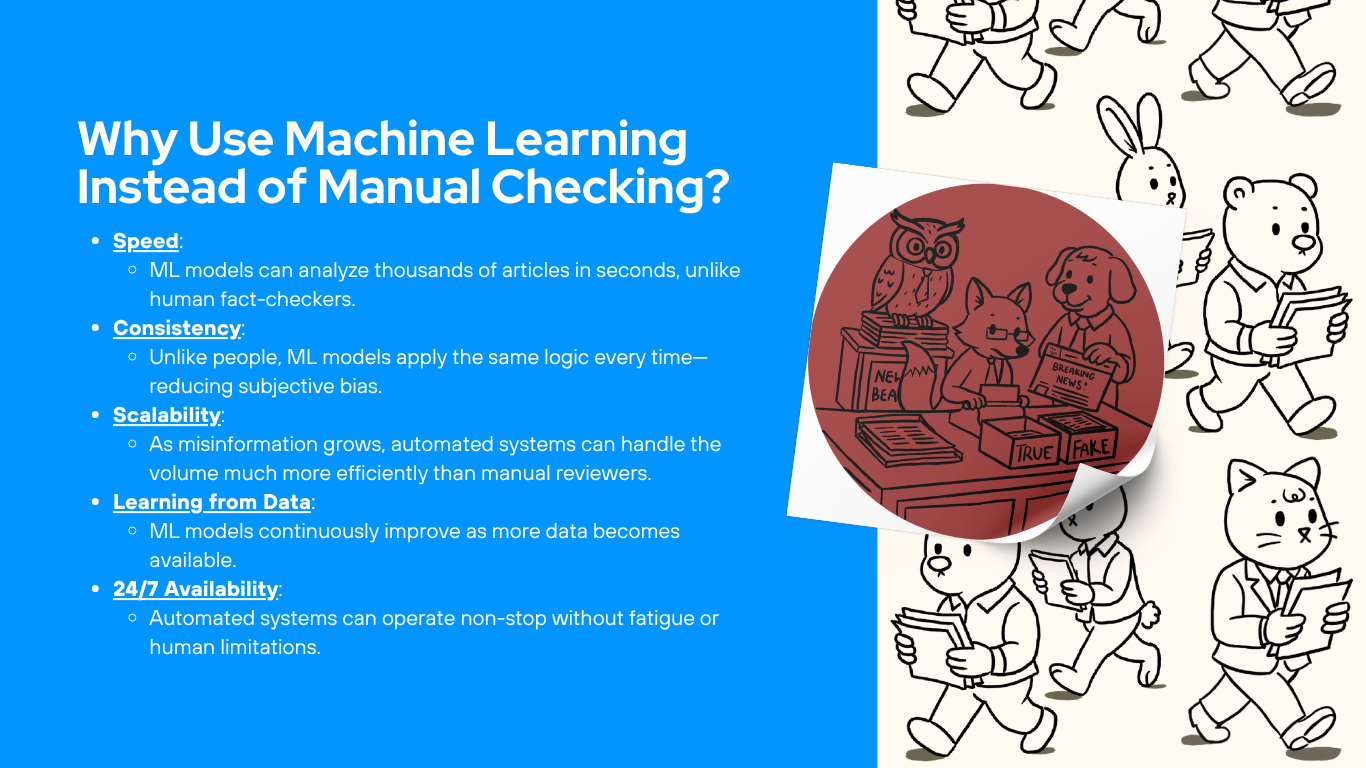 Why Use Machine Learning
Instead of Manual Checking?
• Speed:
◦ ML models can analyze thousands of articles in seconds, unlike
human fact-checkers.
• Consistency:
◦ Unlike people, ML models apply the same logic every time—
reducing subjective bias.
• Scalability:
◦ As misinformation grows, automated systems can handle the
volume much more efficiently than manual reviewers.
• Learning from Data:
◦ ML models continuously improve as more data becomes
available.
• 24/7 Availability:
◦ Automated systems can operate non-stop without fatigue or
human limitations.
BREAKING
NEWS!
TRUE
FAKE